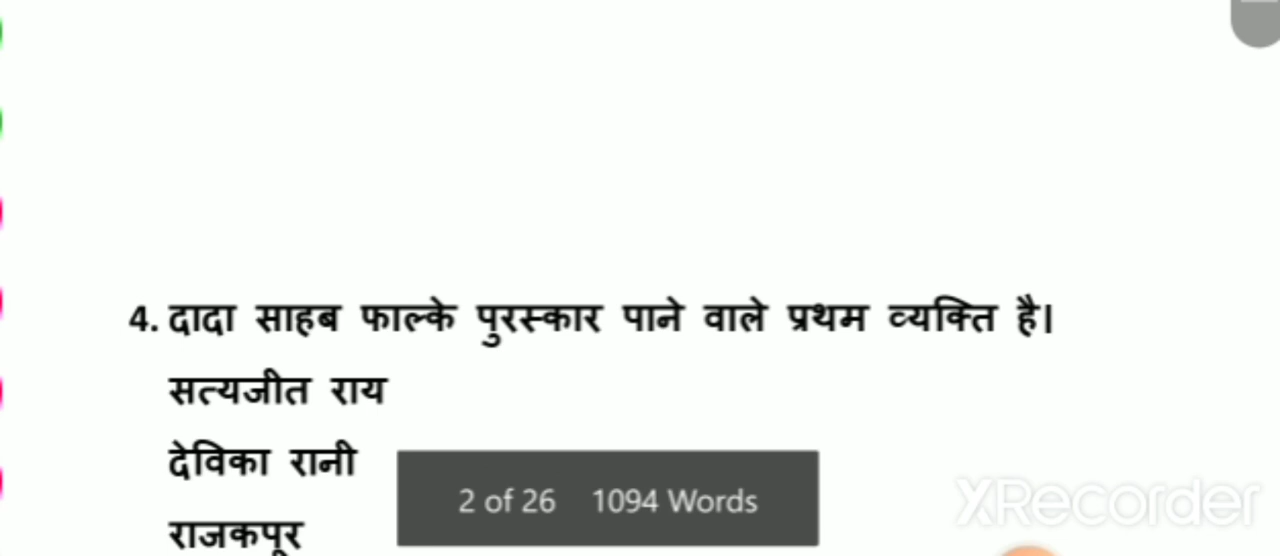 4. दादा साहब फाल्के पुरस्कार पाने वाले प्रथम व्यक्ति है।
सत्यजीत राय
देविका रानी
2 of 26 1094 Words
XRecorder
राजकपूर